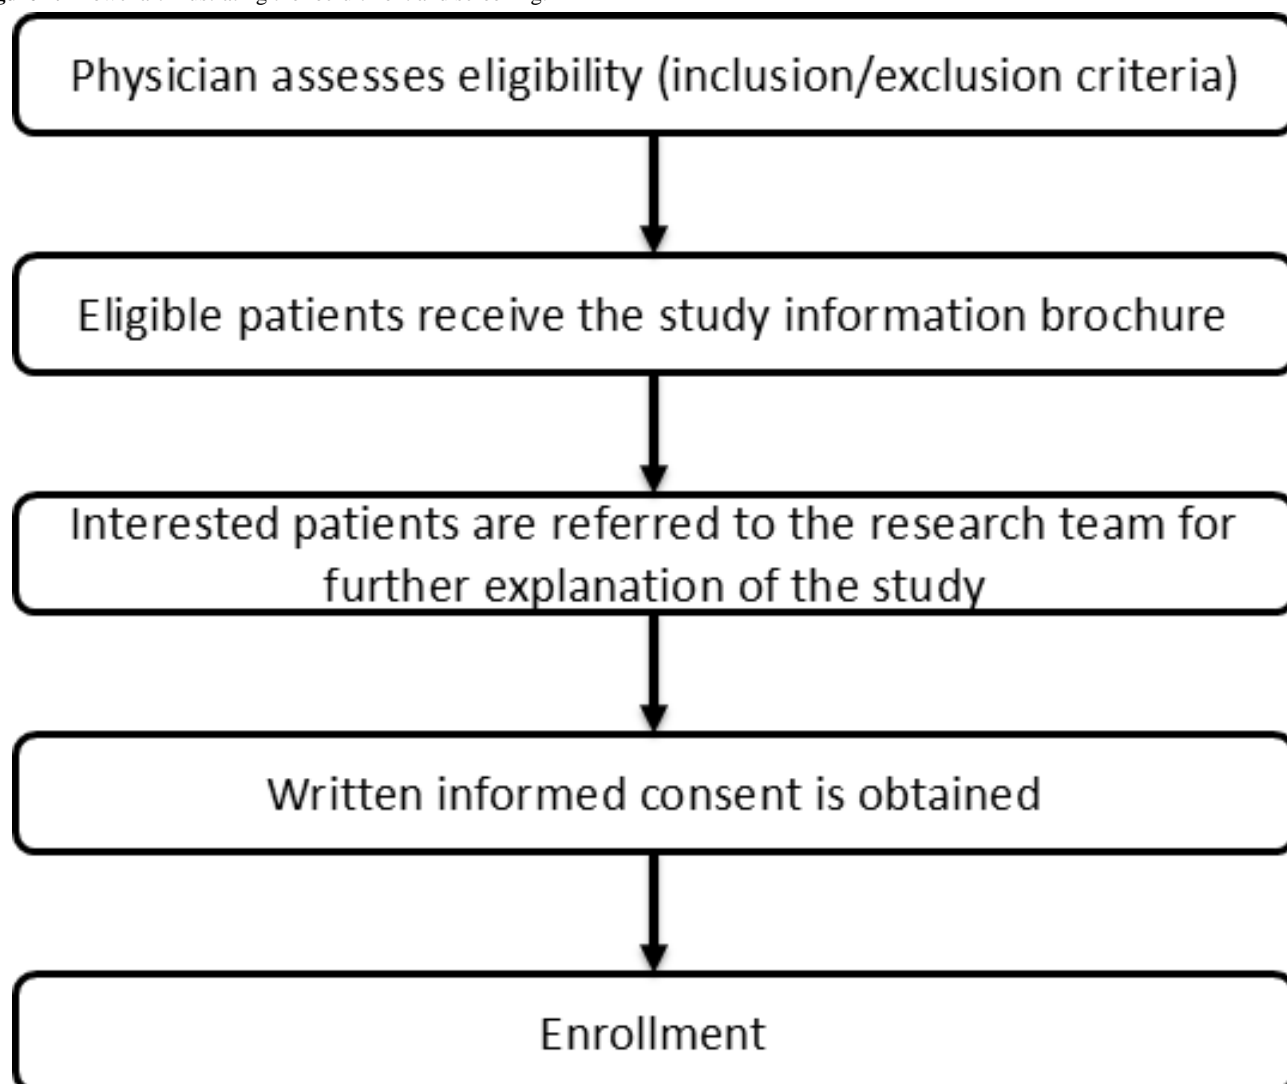 Physician assesses eligibility (inclusion/exclusion criteria)
Eligible patients receive the study information brochure
Interested patients are referred to the research team for
further explanation of the study
Written informed consent is obtained
Enrollment